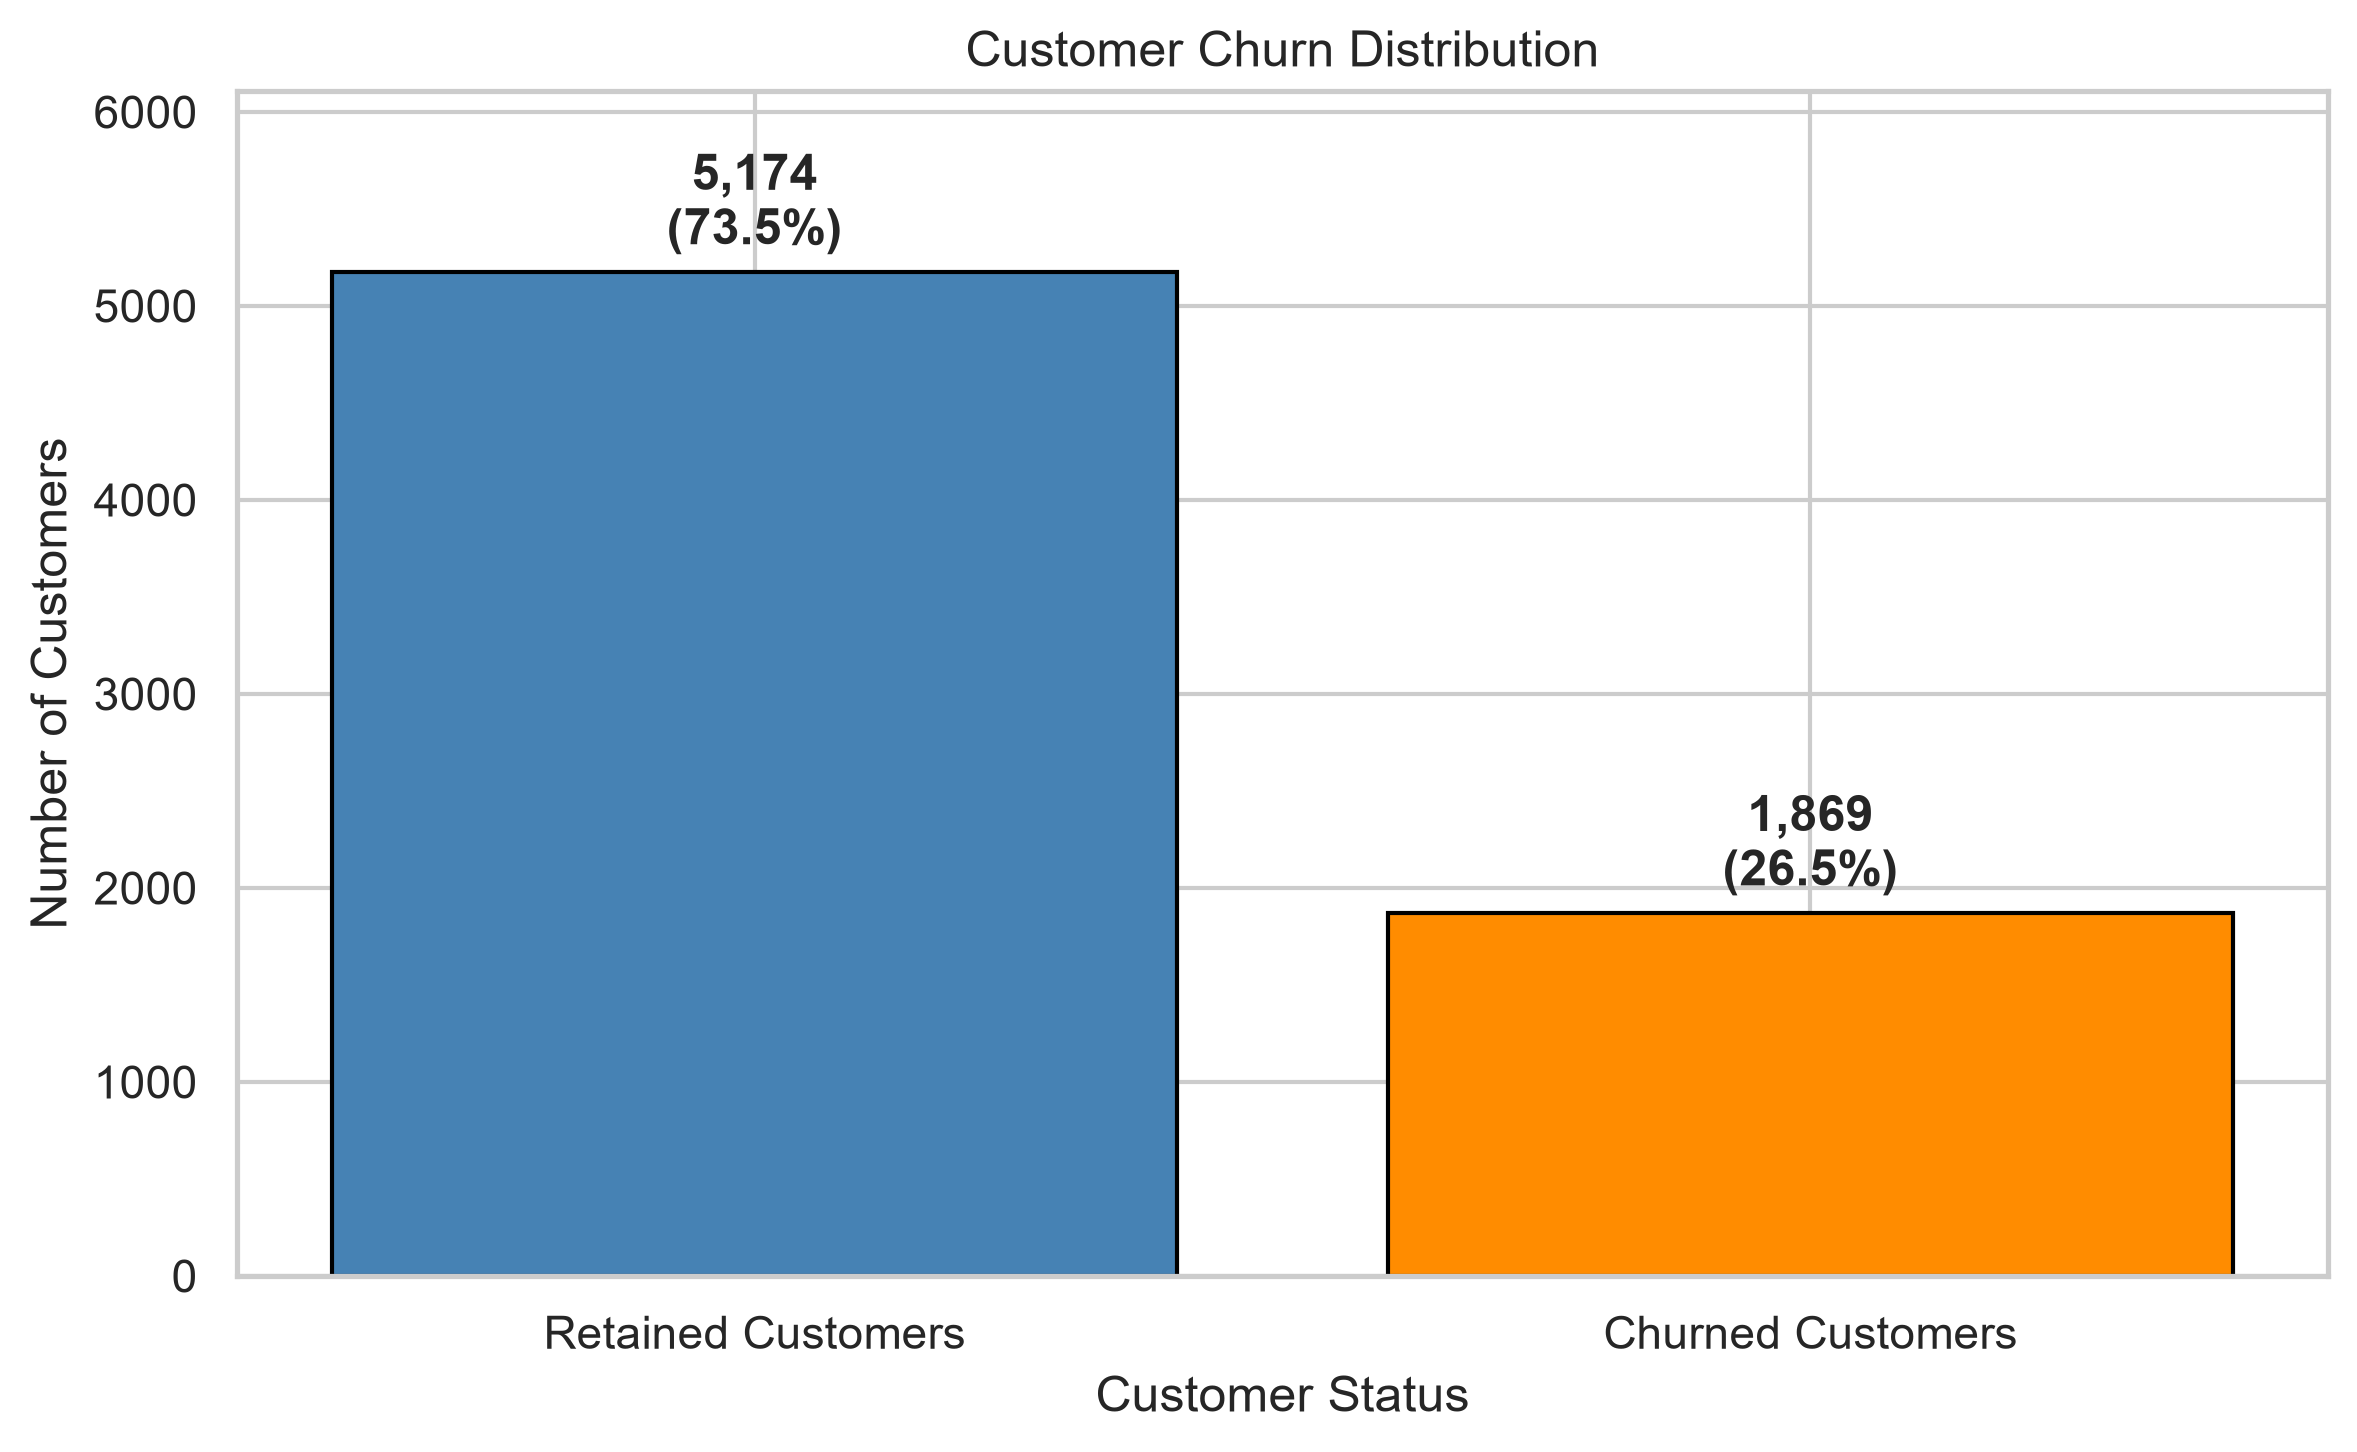 Customer Churn Distribution
6000
5,174
(73.5%)
5000
4000
3000
1,869
(26.5%)
2000
1000
0
Number of Customers
Retained Customers
Churned Customers
Customer Status